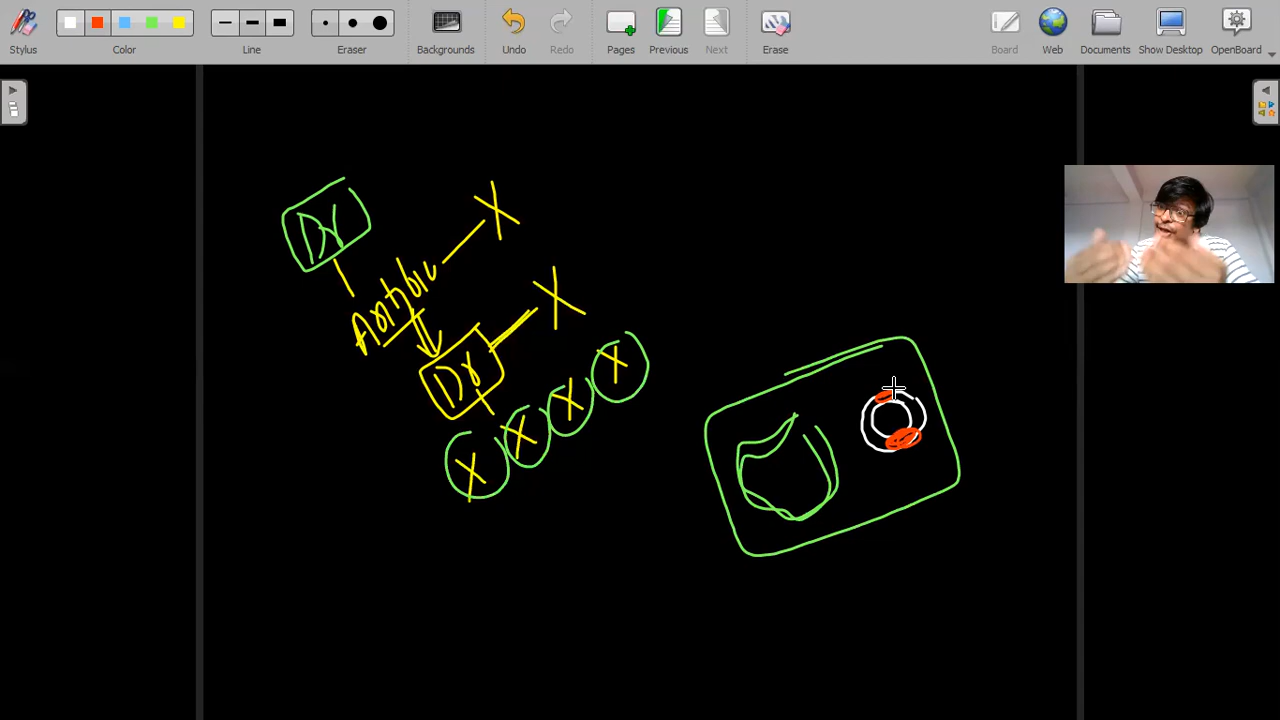 Stylus Color Line Eraser Backgrounds Undo Redo Pages Previous Next Erase Board Web Documents Show Desktop OpenBoard
Dr
X
Antibic
X
Dr
X X X X